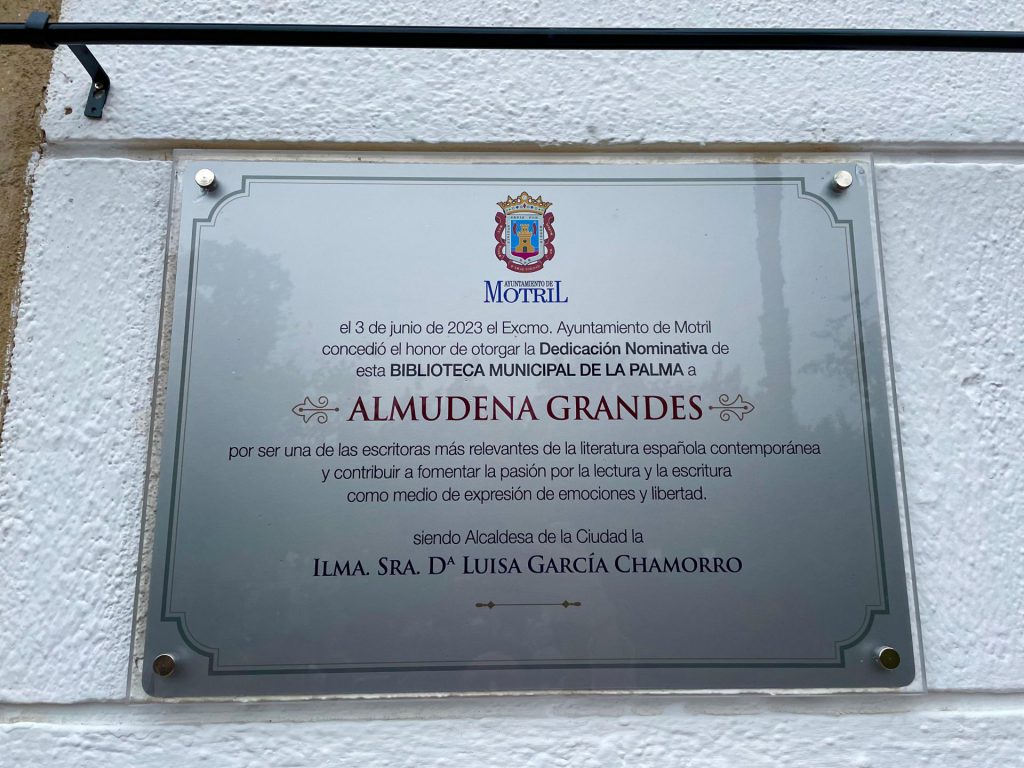 AYUNTAMIENTO DE
MOTRIL
el 3 de junio de 2023 el Excmo. Ayuntamiento de Motril
concedió el honor de otorgar la Dedicación Nominativa de
esta BIBLIOTECA MUNICIPAL DE LA PALMA a
ALMUDENA GRANDES
por ser una de las escritoras más relevantes de la literatura española contemporánea
y contribuir a fomentar la pasión por la lectura y la escritura
como medio de expresión de emociones y libertad.
siendo Alcaldesa de la Ciudad la
ILMA. SRA. Dª LUISA GARCÍA CHAMORRO